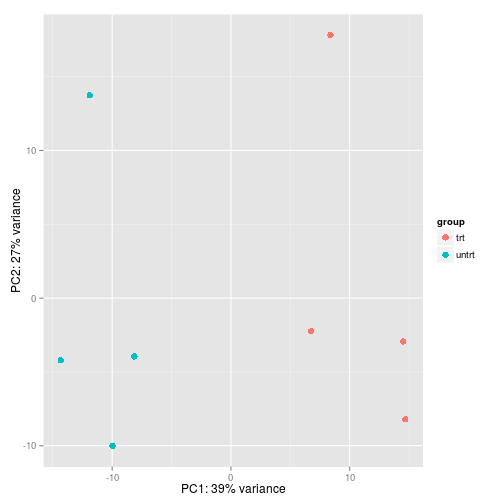 10
0
-10
-10
0
10
PC2: 27% variance
PC1: 39% variance
group
trt
untrt